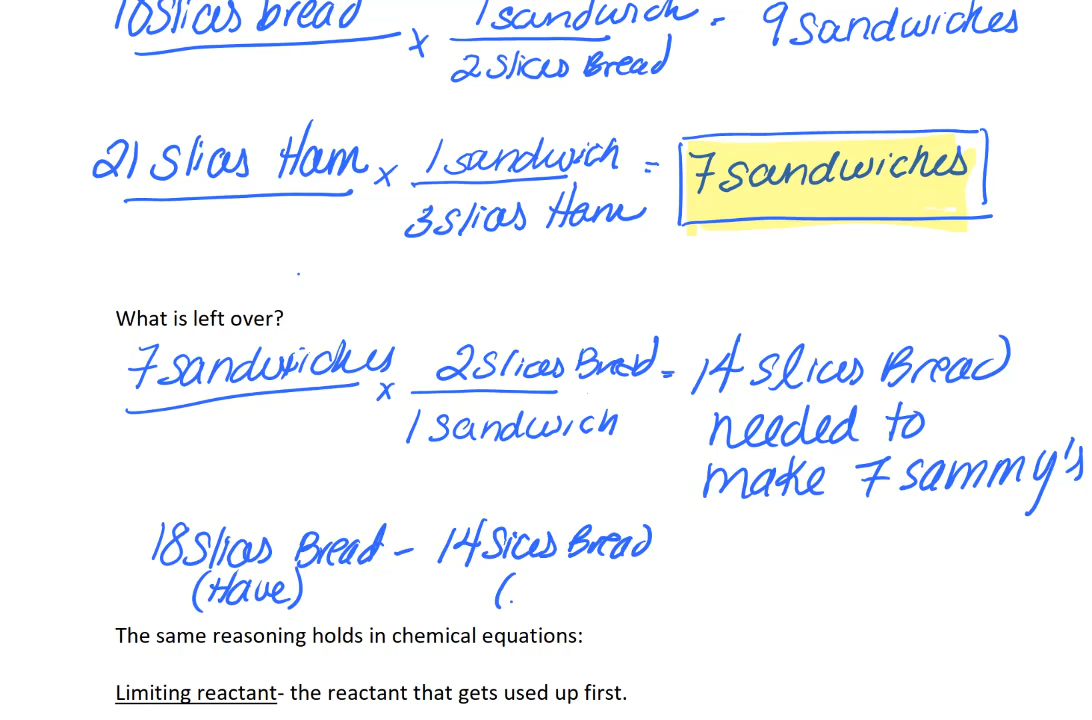 18 Slices bread x 1 sandwich = 9 Sandwiches
2 Slices Bread
21 Slices Ham x 1 sandwich = 7 sandwiches
3 Slices Ham
What is left over?
7 sandwiches x 2 Slices Bread = 14 Slices Bread
1 Sandwich needed to
make 7 sammy's
18 Slices Bread - 14 Sices Bread
(Have) (
The same reasoning holds in chemical equations:
Limiting reactant- the reactant that gets used up first.